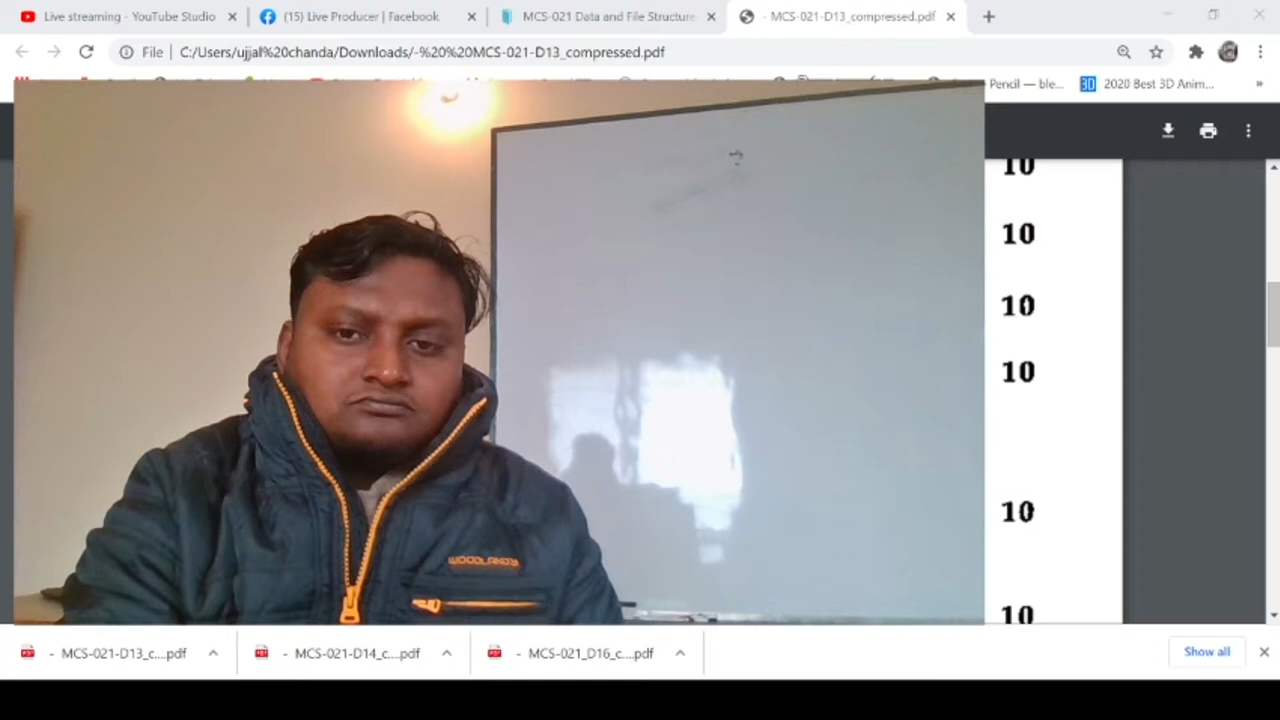 Live streaming - YouTube Studio
(15) Live Producer | Facebook
MCS-021 Data and File Structure
- MCS-021-D13_compressed.pdf
File | C:/Users/ujjal%20chanda/Downloads/-%20%20MCS-021-D13_compressed.pdf
Pencil — ble...
3D 2020 Best 3D Anim...
»
10
10
10
10
10
10
WOODLAND
- MCS-021-D13_c....pdf
- MCS-021-D14_c....pdf
- MCS-021_D16_c....pdf
Show all